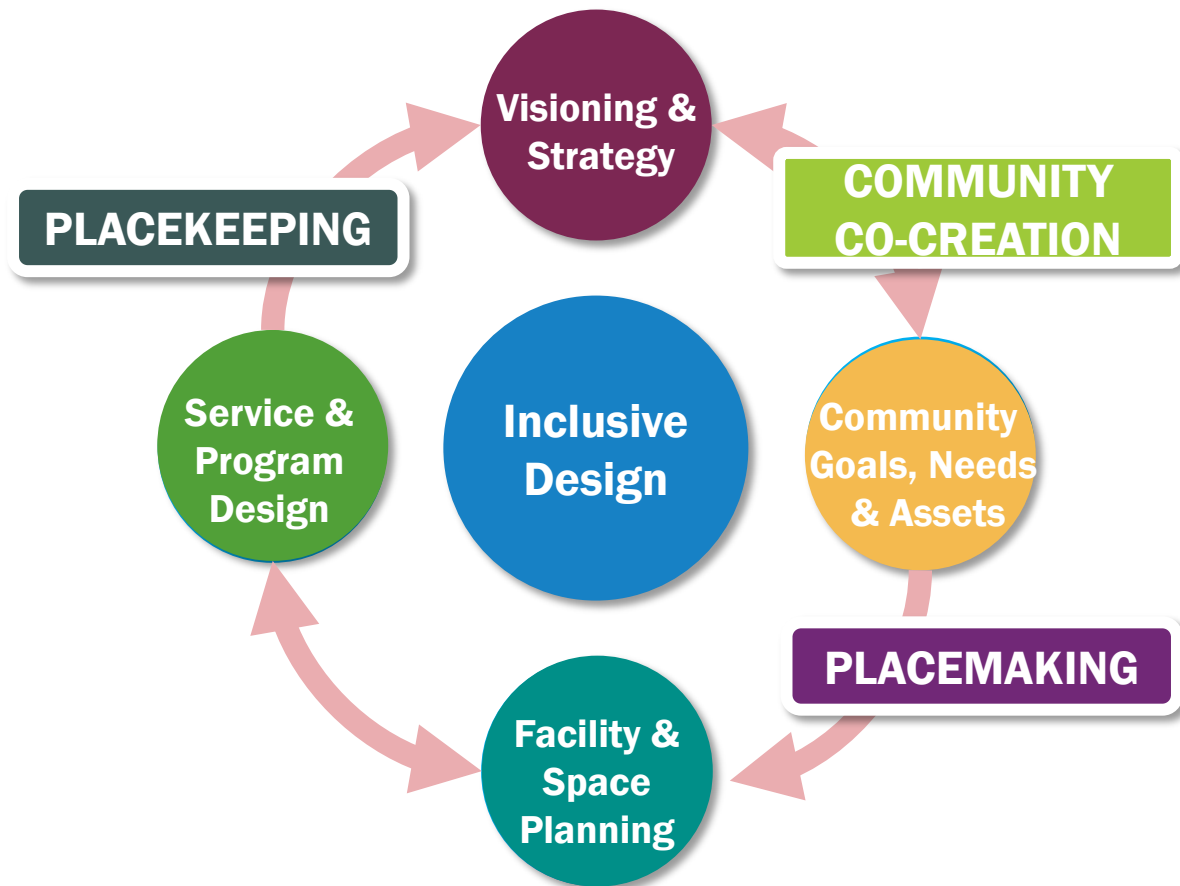 Visioning &
Strategy
PLACEKEEPING
COMMUNITY
CO-CREATION
Service &
Program
Design
Inclusive
Design
Community
Goals, Needs
& Assets
PLACEMAKING
Facility &
Space
Planning